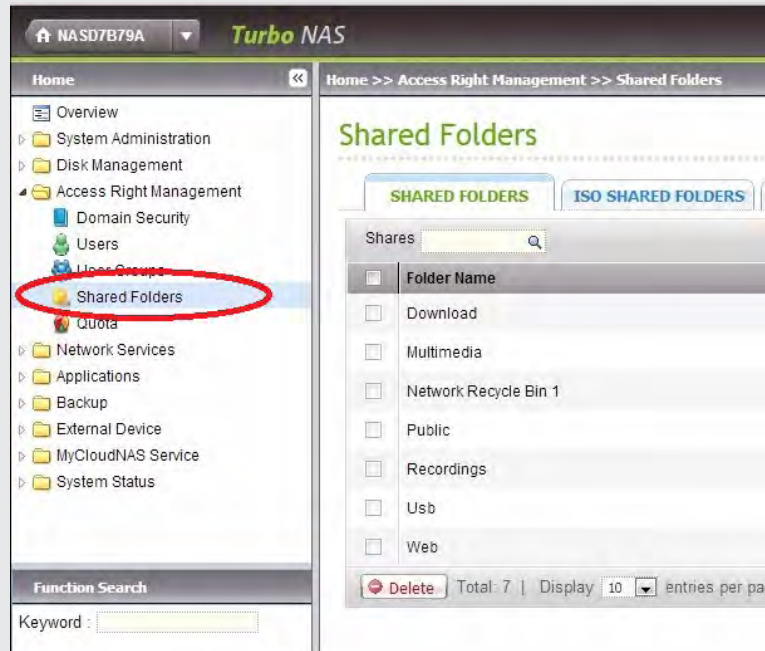 NASD7B79A
Turbo NAS
Home
Home >> Access Right Management >> Shared Folders
Overview
System Administration
Disk Management
Access Right Management
Domain Security
Users
User Groups
Shared Folders
Quota
Network Services
Applications
Backup
External Device
MyCloudNAS Service
System Status
Function Search
Keyword :
Shared Folders
SHARED FOLDERS
ISO SHARED FOLDERS
Shares
Folder Name
Download
Multimedia
Network Recycle Bin 1
Public
Recordings
Usb
Web
Delete Total: 7 | Display 10 entries per pa